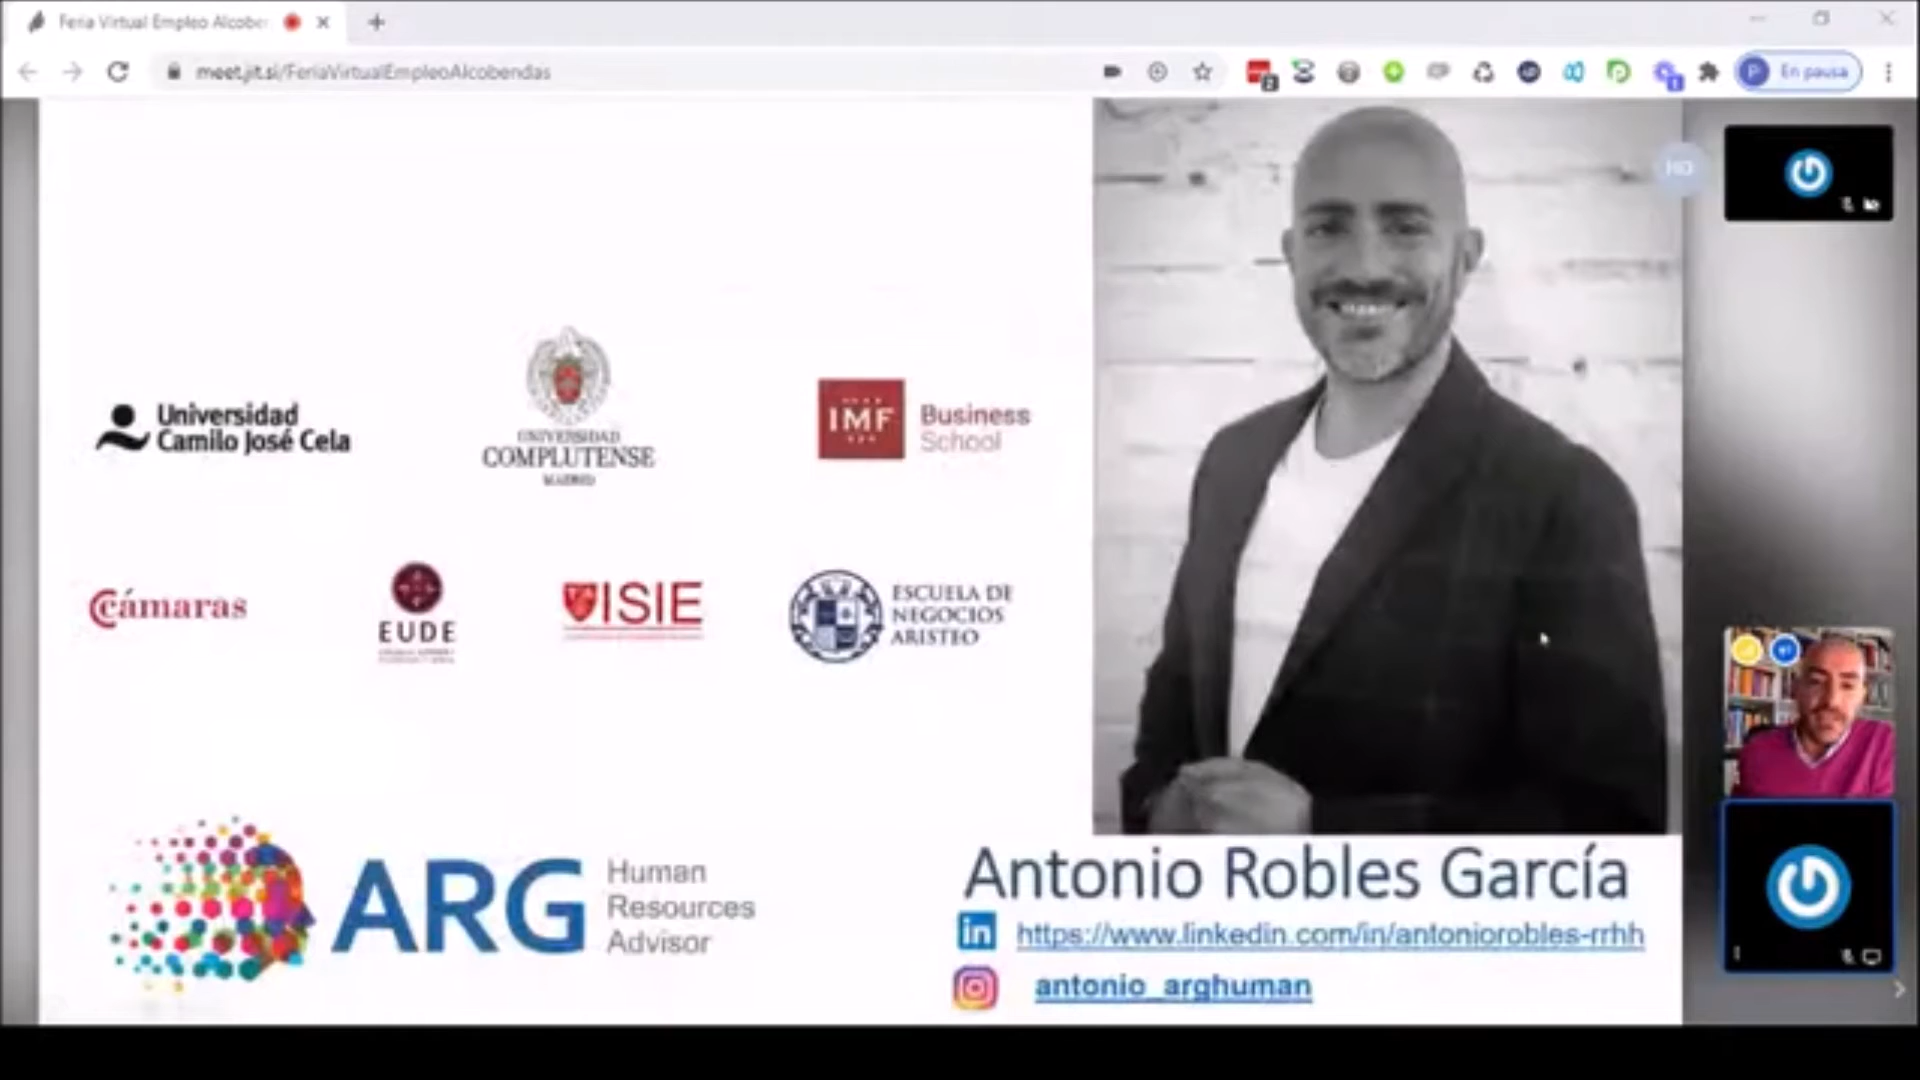 Feria Virtual Empleo Alcober
meet.jit.si/FeriaVirtualEmpleoAlcobendas
En pausa
HD
Universidad
Camilo José Cela
UNIVERSIDAD
COMPLUTENSE
MADRID
IMF
Business
School
cámaras
EUDE
ISIE
ESCUELA DE
NEGOCIOS
ARISTEO
ARG
Human
Resources
Advisor
Antonio Robles García
in https://www.linkedin.com/in/antoniorobles-rrhh
antonio_arghuman